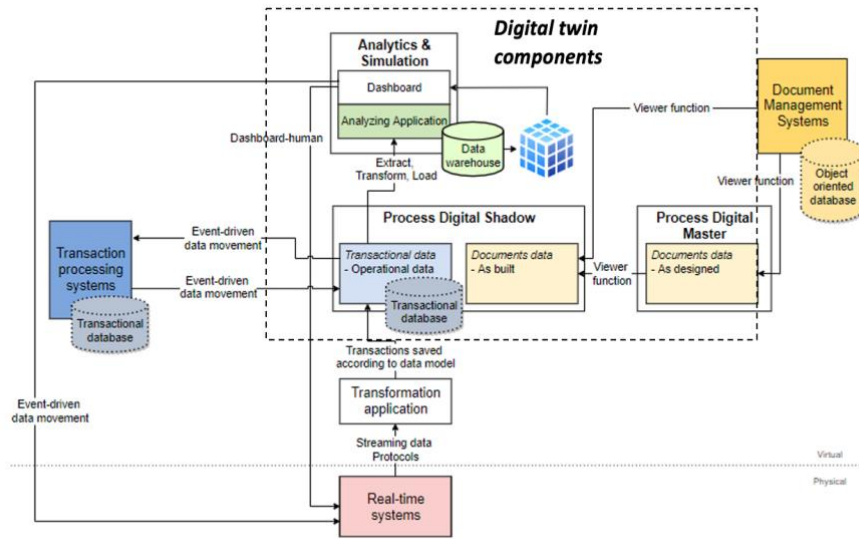 Digital twin
components
Analytics &
Simulation
Dashboard
Analyzing Application
Data
warehouse
Document
Management
Systems
Object
oriented
database
Viewer function
Viewer function
Dashboard-human
Extract,
Transform, Load
Process Digital Shadow
Process Digital
Master
Transactional data
- Operational data
Documents data
- As built
Documents data
- As designed
Viewer
function
Transactional
database
Event-driven
data movement
Event-driven
data movement
Transaction
processing
systems
Transactional
database
Transactions saved
according to data model
Transformation
application
Event-driven
data movement
Streaming data
Protocols
Virtual
Physical
Real-time
systems